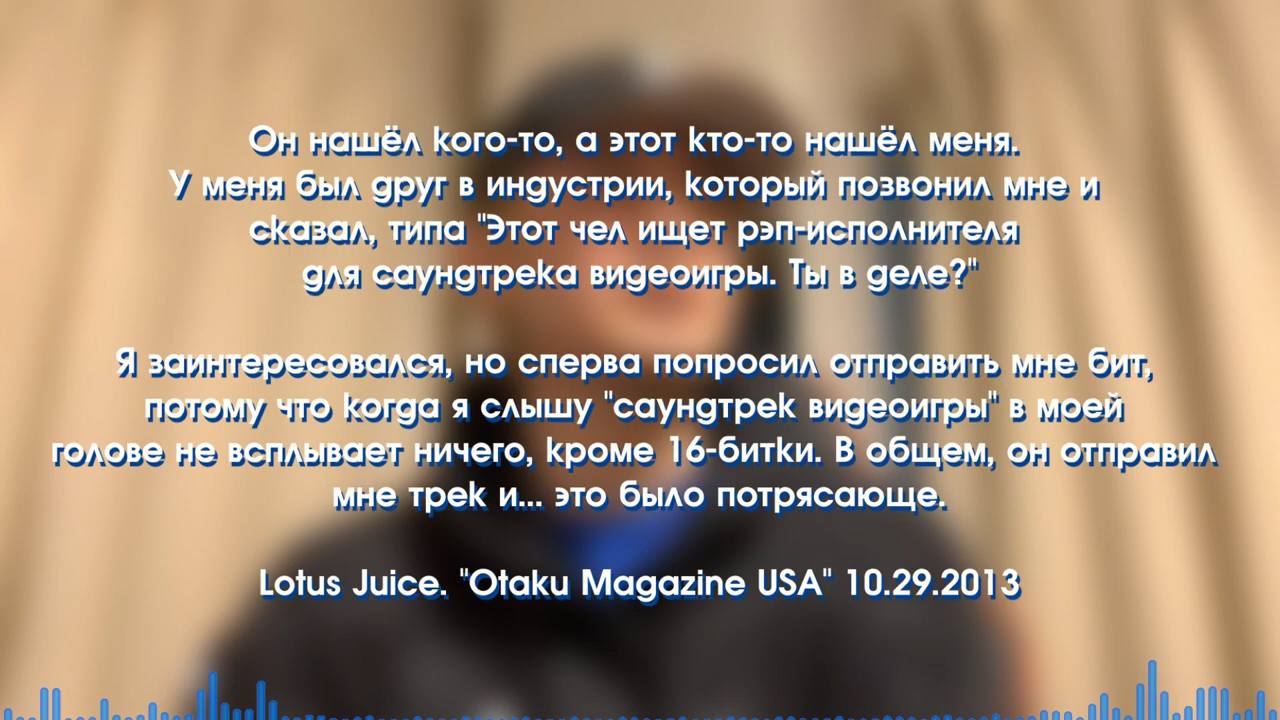 Он нашёл кого-то, а этот кто-то нашёл меня.
У меня был друг в индустрии, который позвонил мне и
сказал, типа "Этот чел ищет рэп-исполнителя
для саундтрека видеоигры. Ты в деле?"
Я заинтересовался, но сперва попросил отправить мне бит,
потому что когда я слышу "саундтрек видеоигры" в моей
голове не всплывает ничего, кроме 16-битки. В общем, он отправил
мне трек и... это было потрясающе.
Lotus Juice. "Otaku Magazine USA" 10.29.2013